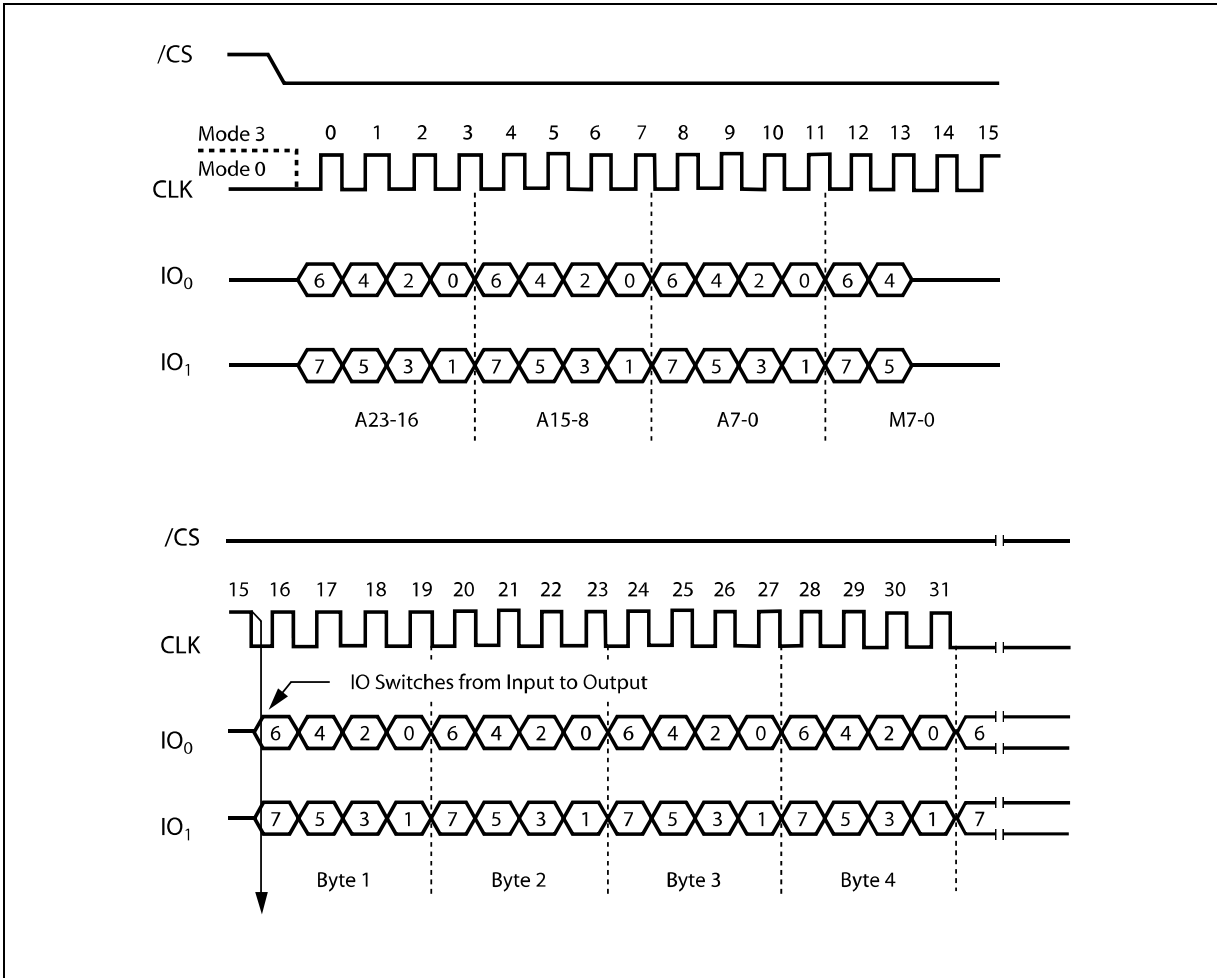 /CS
Mode 3
0 1 2 3 4 5 6 7 8 9 10 11 12 13 14 15
Mode 0
CLK
IO0 6 4 2 0 6 4 2 0 6 4 2 0 6 4
IO1 7 5 3 1 7 5 3 1 7 5 3 1 7 5
A23-16 A15-8 A7-0 M7-0
/CS
15 16 17 18 19 20 21 22 23 24 25 26 27 28 29 30 31
CLK
IO Switches from Input to Output
IO0 6 4 2 0 6 4 2 0 6 4 2 0 6 4 2 0 6
IO1 7 5 3 1 7 5 3 1 7 5 3 1 7 5 3 1 7
Byte 1 Byte 2 Byte 3 Byte 4